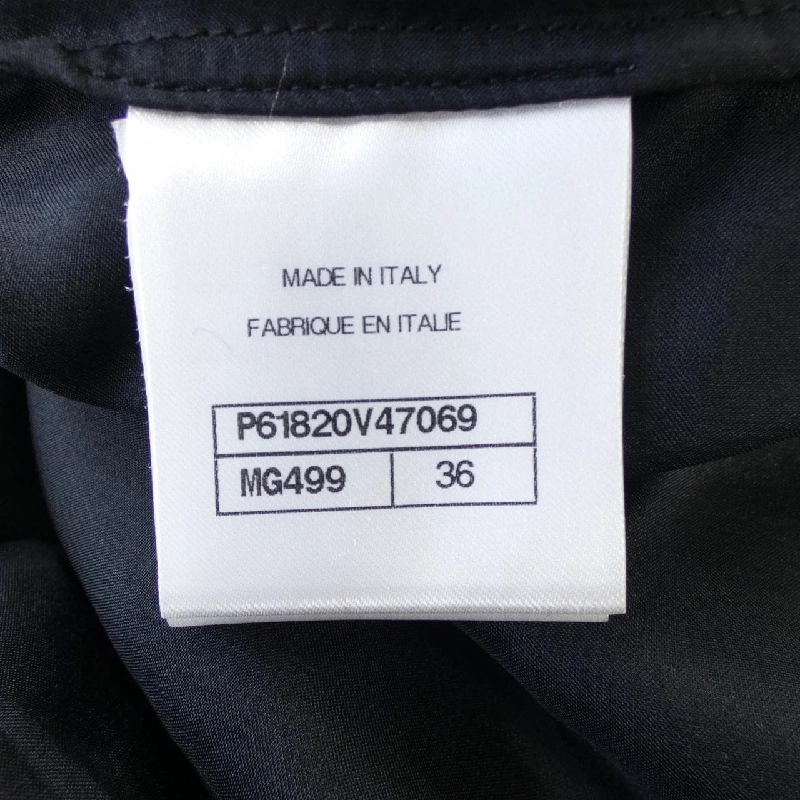 MADE IN ITALY
FABRIQUE EN ITALIE
P61820V47069
MG499 36